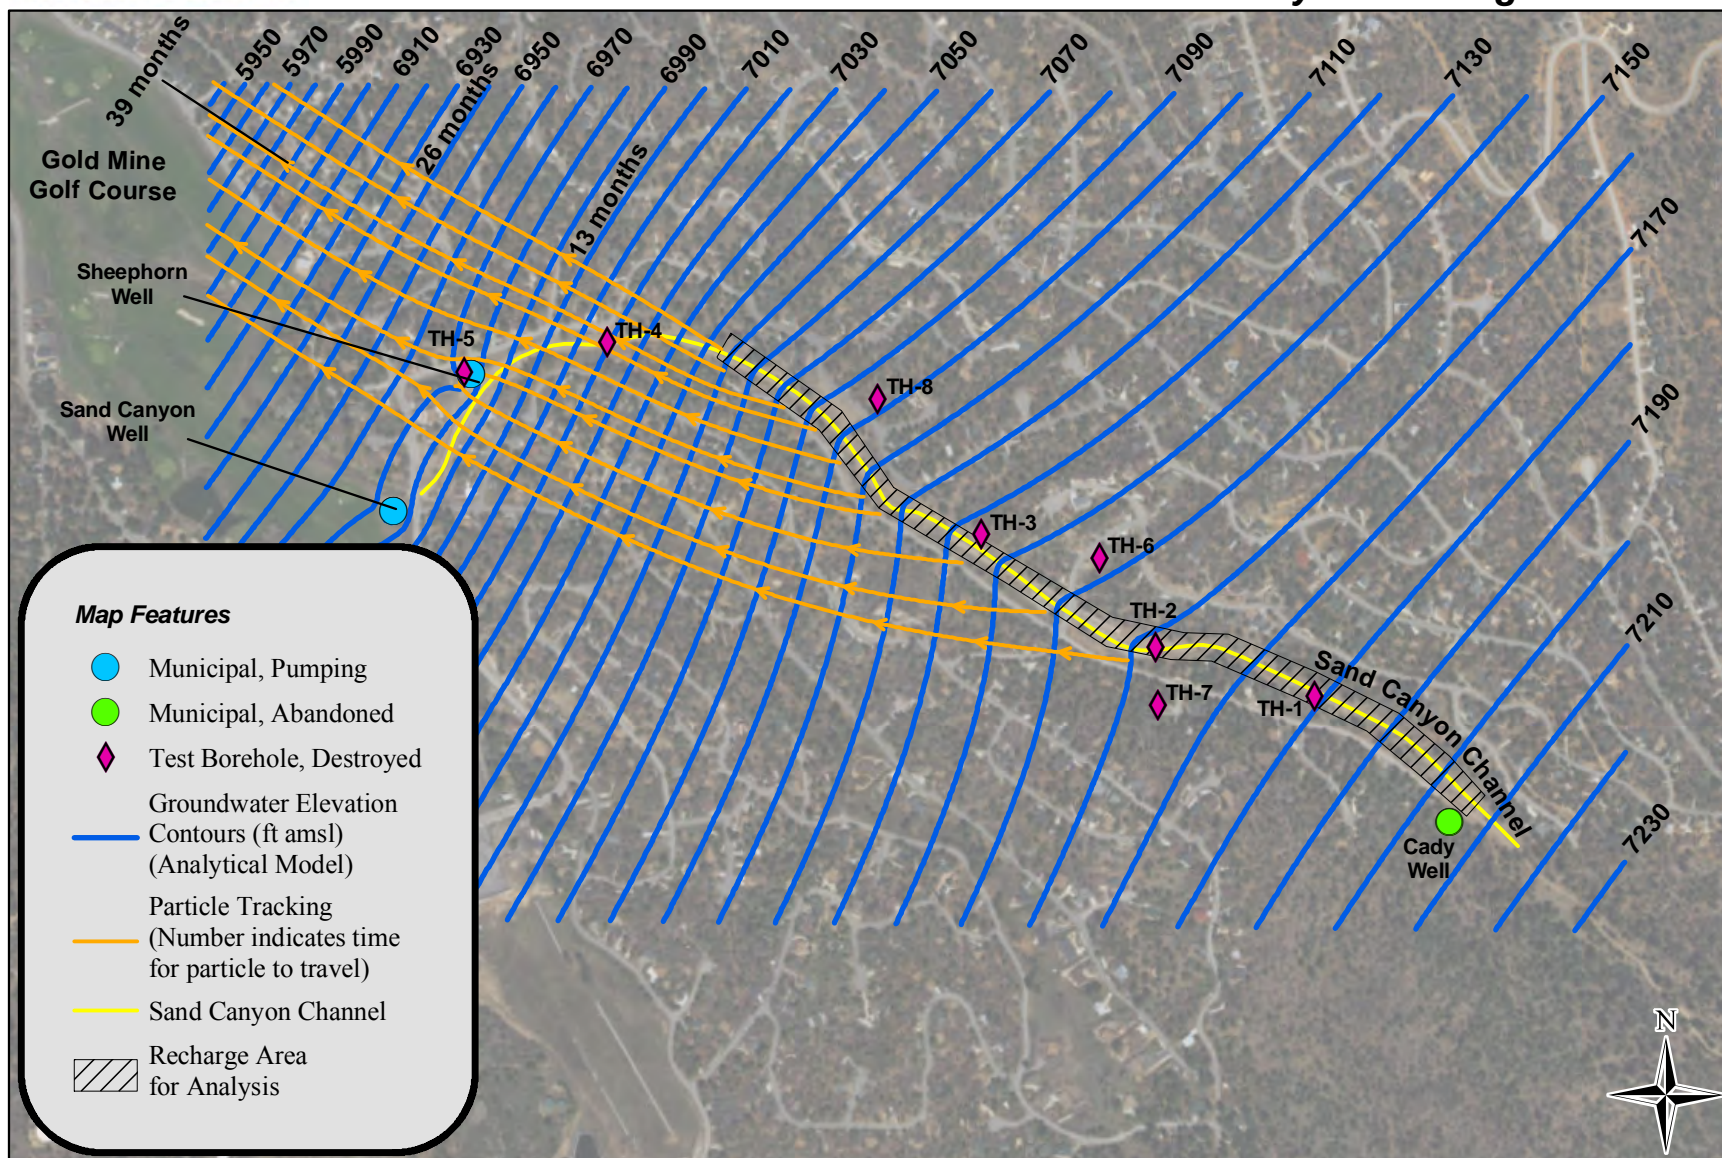 5950
5970
5990
6910
6930
6950
6970
6990
7010
7030
7050
7070
7090
7110
7130
7150
7170
7190
7210
7230
39 months
26 months
13 months
Gold Mine
Golf Course
Sheephorn
Well
Sand Canyon
Well
TH-5
TH-4
TH-8
TH-3
TH-6
TH-2
TH-7
TH-1
Sand Canyon Channel
Cady
Well
Map Features
Municipal, Pumping
Municipal, Abandoned
Test Borehole, Destroyed
Groundwater Elevation
Contours (ft amsl)
(Analytical Model)
Particle Tracking
(Number indicates time
for particle to travel)
Sand Canyon Channel
Recharge Area
for Analysis
N